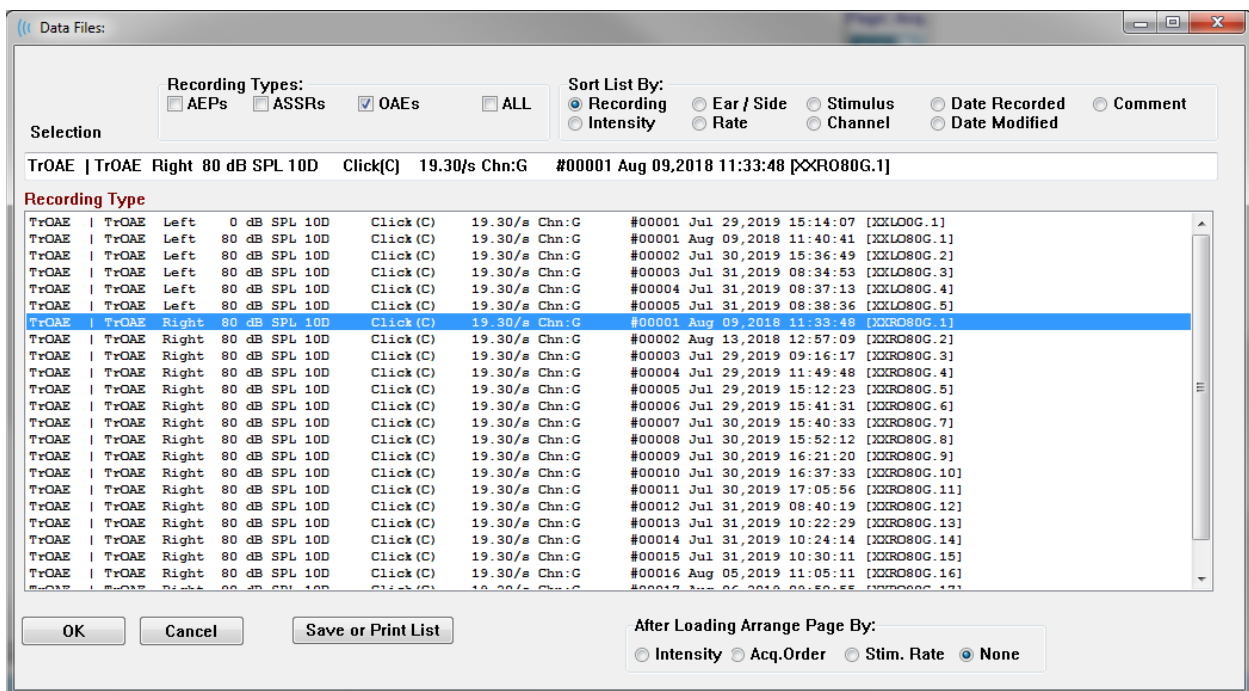 Data Files:
Recording Types:
AEPs ASSRs OAEs ALL
Sort List By:
Recording Ear / Side Stimulus Date Recorded Comment
Intensity Rate Channel Date Modified
Selection
TrOAE | TrOAE Right 80 dB SPL 10D Click(C) 19.30/s Chn:G #00001 Aug 09,2018 11:33:48 [XXRO80G.1]
Recording Type
TrOAE | TrOAE Left 0 dB SPL 10D Click(C) 19.30/s Chn:G #00001 Jul 29,2019 15:14:07 [XXLO0G.1]
TrOAE | TrOAE Left 80 dB SPL 10D Click(C) 19.30/s Chn:G #00001 Aug 09,2018 11:40:41 [XXLO80G.1]
TrOAE | TrOAE Left 80 dB SPL 10D Click(C) 19.30/s Chn:G #00002 Jul 30,2019 15:36:49 [XXLO80G.2]
TrOAE | TrOAE Left 80 dB SPL 10D Click(C) 19.30/s Chn:G #00003 Jul 31,2019 08:34:53 [XXLO80G.3]
TrOAE | TrOAE Left 80 dB SPL 10D Click(C) 19.30/s Chn:G #00004 Jul 31,2019 08:37:13 [XXLO80G.4]
TrOAE | TrOAE Left 80 dB SPL 10D Click(C) 19.30/s Chn:G #00005 Jul 31,2019 08:38:36 [XXLO80G.5]
TrOAE | TrOAE Right 80 dB SPL 10D Click(C) 19.30/s Chn:G #00001 Aug 09,2018 11:33:48 [XXRO80G.1]
TrOAE | TrOAE Right 80 dB SPL 10D Click(C) 19.30/s Chn:G #00002 Aug 13,2018 12:57:09 [XXRO80G.2]
TrOAE | TrOAE Right 80 dB SPL 10D Click(C) 19.30/s Chn:G #00003 Jul 29,2019 09:16:17 [XXRO80G.3]
TrOAE | TrOAE Right 80 dB SPL 10D Click(C) 19.30/s Chn:G #00004 Jul 29,2019 11:49:48 [XXRO80G.4]
TrOAE | TrOAE Right 80 dB SPL 10D Click(C) 19.30/s Chn:G #00005 Jul 29,2019 15:12:23 [XXRO80G.5]
TrOAE | TrOAE Right 80 dB SPL 10D Click(C) 19.30/s Chn:G #00006 Jul 29,2019 15:41:31 [XXRO80G.6]
TrOAE | TrOAE Right 80 dB SPL 10D Click(C) 19.30/s Chn:G #00007 Jul 30,2019 15:40:33 [XXRO80G.7]
TrOAE | TrOAE Right 80 dB SPL 10D Click(C) 19.30/s Chn:G #00008 Jul 30,2019 15:52:12 [XXRO80G.8]
TrOAE | TrOAE Right 80 dB SPL 10D Click(C) 19.30/s Chn:G #00009 Jul 30,2019 16:21:20 [XXRO80G.9]
TrOAE | TrOAE Right 80 dB SPL 10D Click(C) 19.30/s Chn:G #00010 Jul 30,2019 16:37:33 [XXRO80G.10]
TrOAE | TrOAE Right 80 dB SPL 10D Click(C) 19.30/s Chn:G #00011 Jul 30,2019 17:05:56 [XXRO80G.11]
TrOAE | TrOAE Right 80 dB SPL 10D Click(C) 19.30/s Chn:G #00012 Jul 31,2019 08:40:19 [XXRO80G.12]
TrOAE | TrOAE Right 80 dB SPL 10D Click(C) 19.30/s Chn:G #00013 Jul 31,2019 10:22:29 [XXRO80G.13]
TrOAE | TrOAE Right 80 dB SPL 10D Click(C) 19.30/s Chn:G #00014 Jul 31,2019 10:24:14 [XXRO80G.14]
TrOAE | TrOAE Right 80 dB SPL 10D Click(C) 19.30/s Chn:G #00015 Jul 31,2019 10:30:11 [XXRO80G.15]
TrOAE | TrOAE Right 80 dB SPL 10D Click(C) 19.30/s Chn:G #00016 Aug 05,2019 11:05:11 [XXRO80G.16]
OK Cancel Save or Print List
After Loading Arrange Page By:
Intensity Acq.Order Stim. Rate None